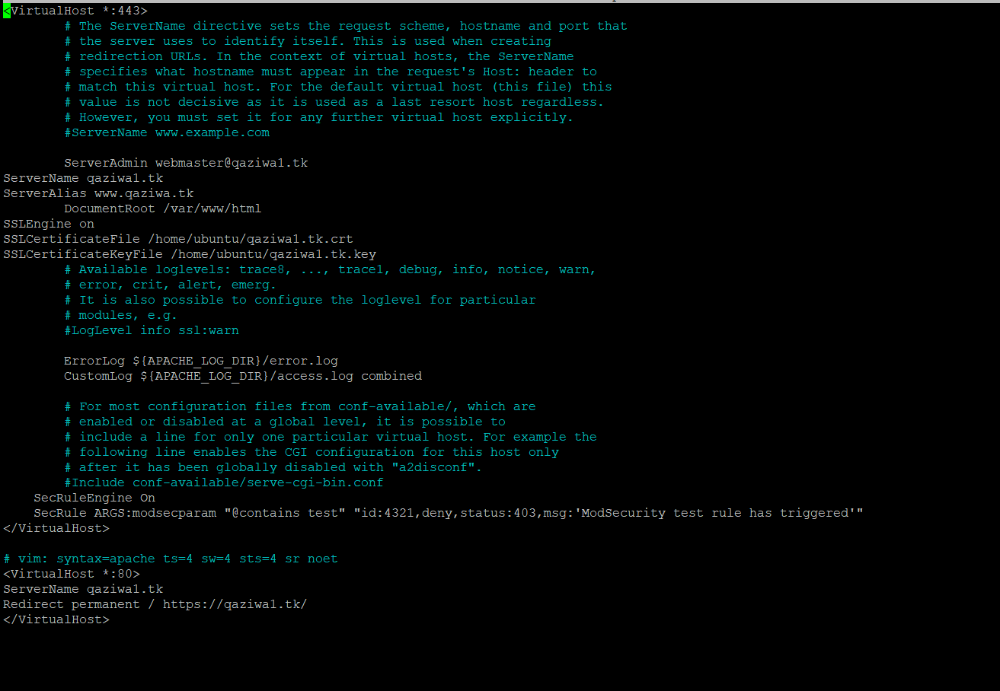 <VirtualHost *:443>
# The ServerName directive sets the request scheme, hostname and port that
# the server uses to identify itself. This is used when creating
# redirection URLs. In the context of virtual hosts, the ServerName
# specifies what hostname must appear in the request's Host: header to
# match this virtual host. For the default virtual host (this file) this
# value is not decisive as it is used as a last resort host regardless.
# However, you must set it for any further virtual host explicitly.
#ServerName www.example.com
ServerAdmin webmaster@qaziwa1.tk
ServerName qaziwa1.tk
ServerAlias www.qaziwa.tk
DocumentRoot /var/www/html
SSLEngine on
SSLCertificateFile /home/ubuntu/qaziwa1.tk.crt
SSLCertificateKeyFile /home/ubuntu/qaziwa1.tk.key
# Available loglevels: trace8, ..., trace1, debug, info, notice, warn,
# error, crit, alert, emerg.
# It is also possible to configure the loglevel for particular
# modules, e.g.
#LogLevel info ssl:warn
ErrorLog ${APACHE_LOG_DIR}/error.log
CustomLog ${APACHE_LOG_DIR}/access.log combined
# For most configuration files from conf-available/, which are
# enabled or disabled at a global level, it is possible to
# include a line for only one particular virtual host. For example the
# following line enables the CGI configuration for this host only
# after it has been globally disabled with "a2disconf".
#Include conf-available/serve-cgi-bin.conf
SecRuleEngine On
SecRule ARGS:modsecparam "@contains test" "id:4321,deny,status:403,msg:'ModSecurity test rule has triggered'"
</VirtualHost>
# vim: syntax=apache ts=4 sw=4 sts=4 sr noet
<VirtualHost *:80>
ServerName qaziwa1.tk
Redirect permanent / https://qaziwa1.tk/
</VirtualHost>